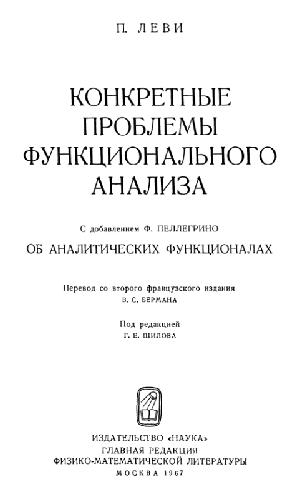 П. ЛЕВИ
КОНКРЕТНЫЕ
ПРОБЛЕМЫ
ФУНКЦИОНАЛЬНОГО
АНАЛИЗА
С добавлением Ф. ПЕЛЛЕГРИНО
ОБ АНАЛИТИЧЕСКИХ ФУНКЦИОНАЛАХ
Перевод со второго французского издания
В. С. БЕРМАНА
Под редакцией
Г. Е. ШИЛОВА
ИЗДАТЕЛЬСТВО «НАУКА»
ГЛАВНАЯ РЕДАКЦИЯ
ФИЗИКО-МАТЕМАТИЧЕСКОЙ ЛИТЕРАТУРЫ
МОСКВА 1967